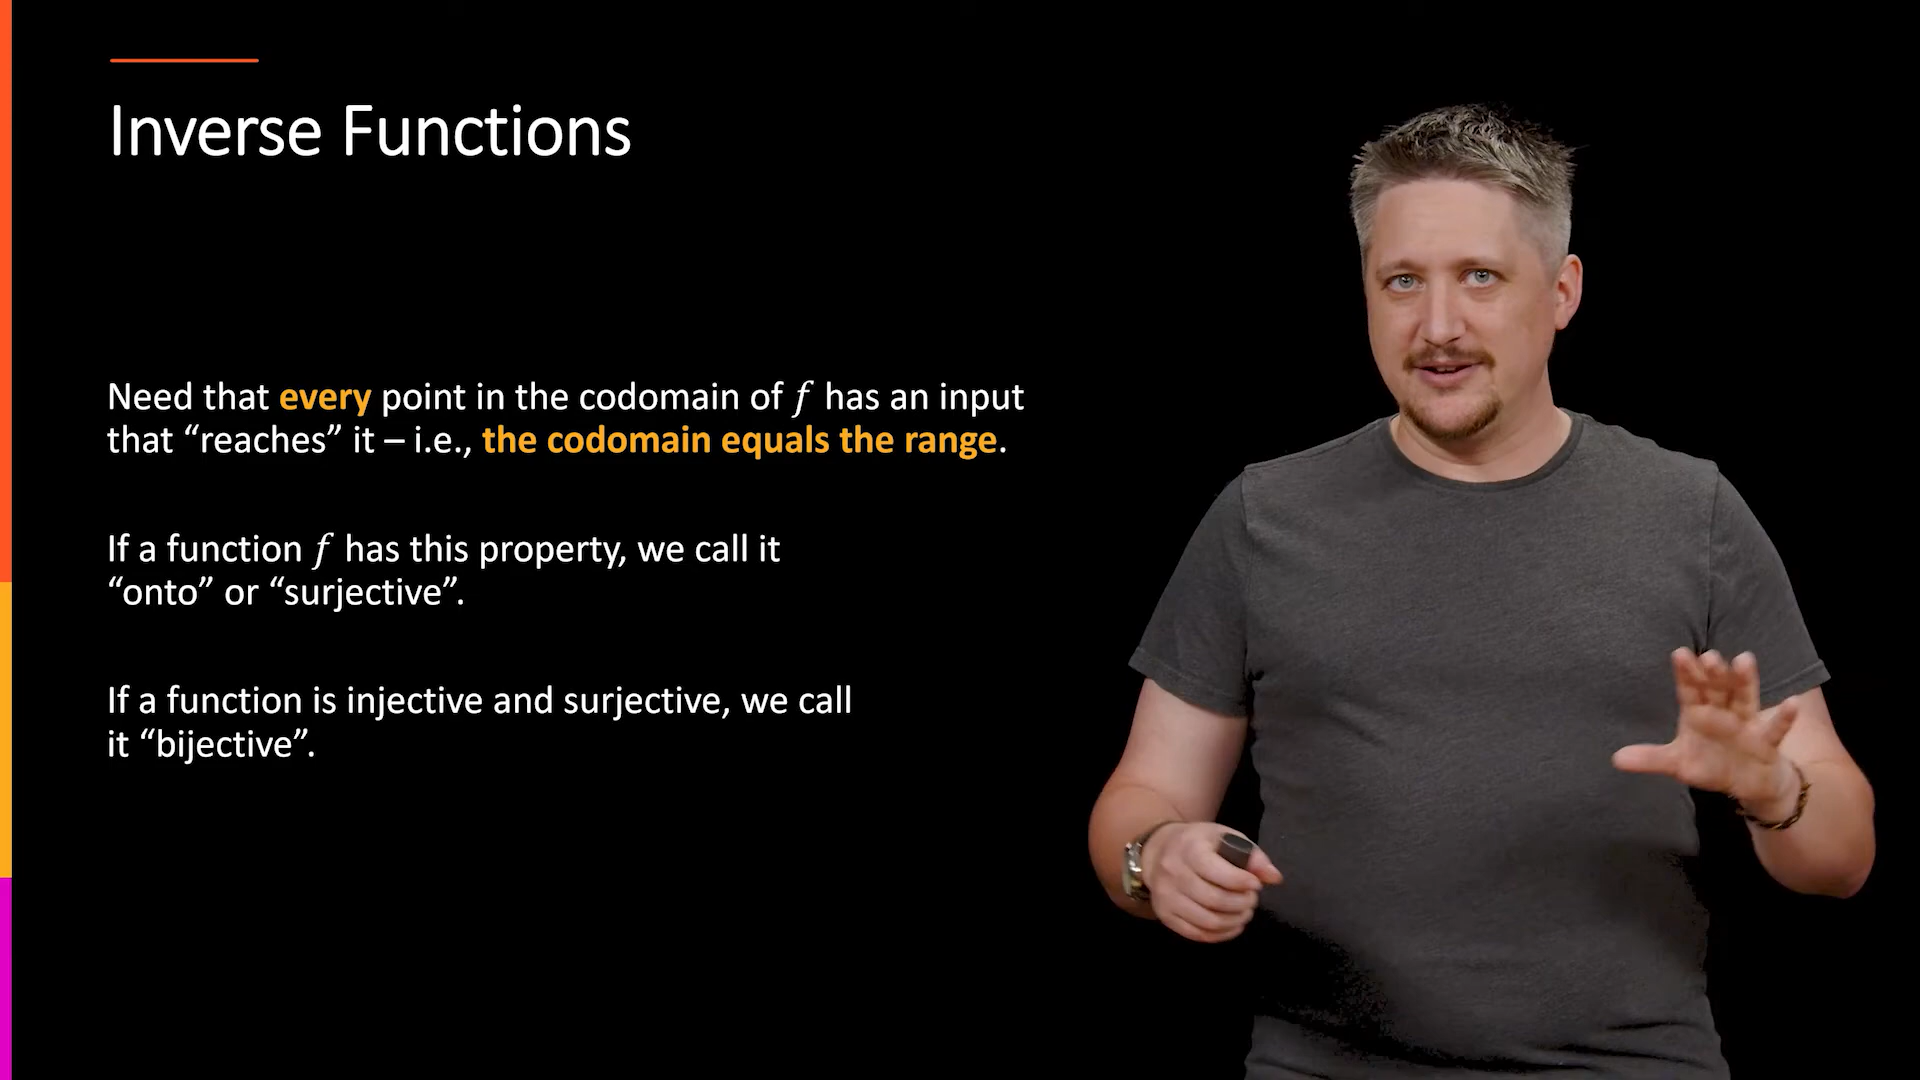 Inverse Functions
Need that every point in the codomain of f has an input
that “reaches” it – i.e., the codomain equals the range.
If a function f has this property, we call it
“onto” or “surjective”.
If a function is injective and surjective, we call
it “bijective”.